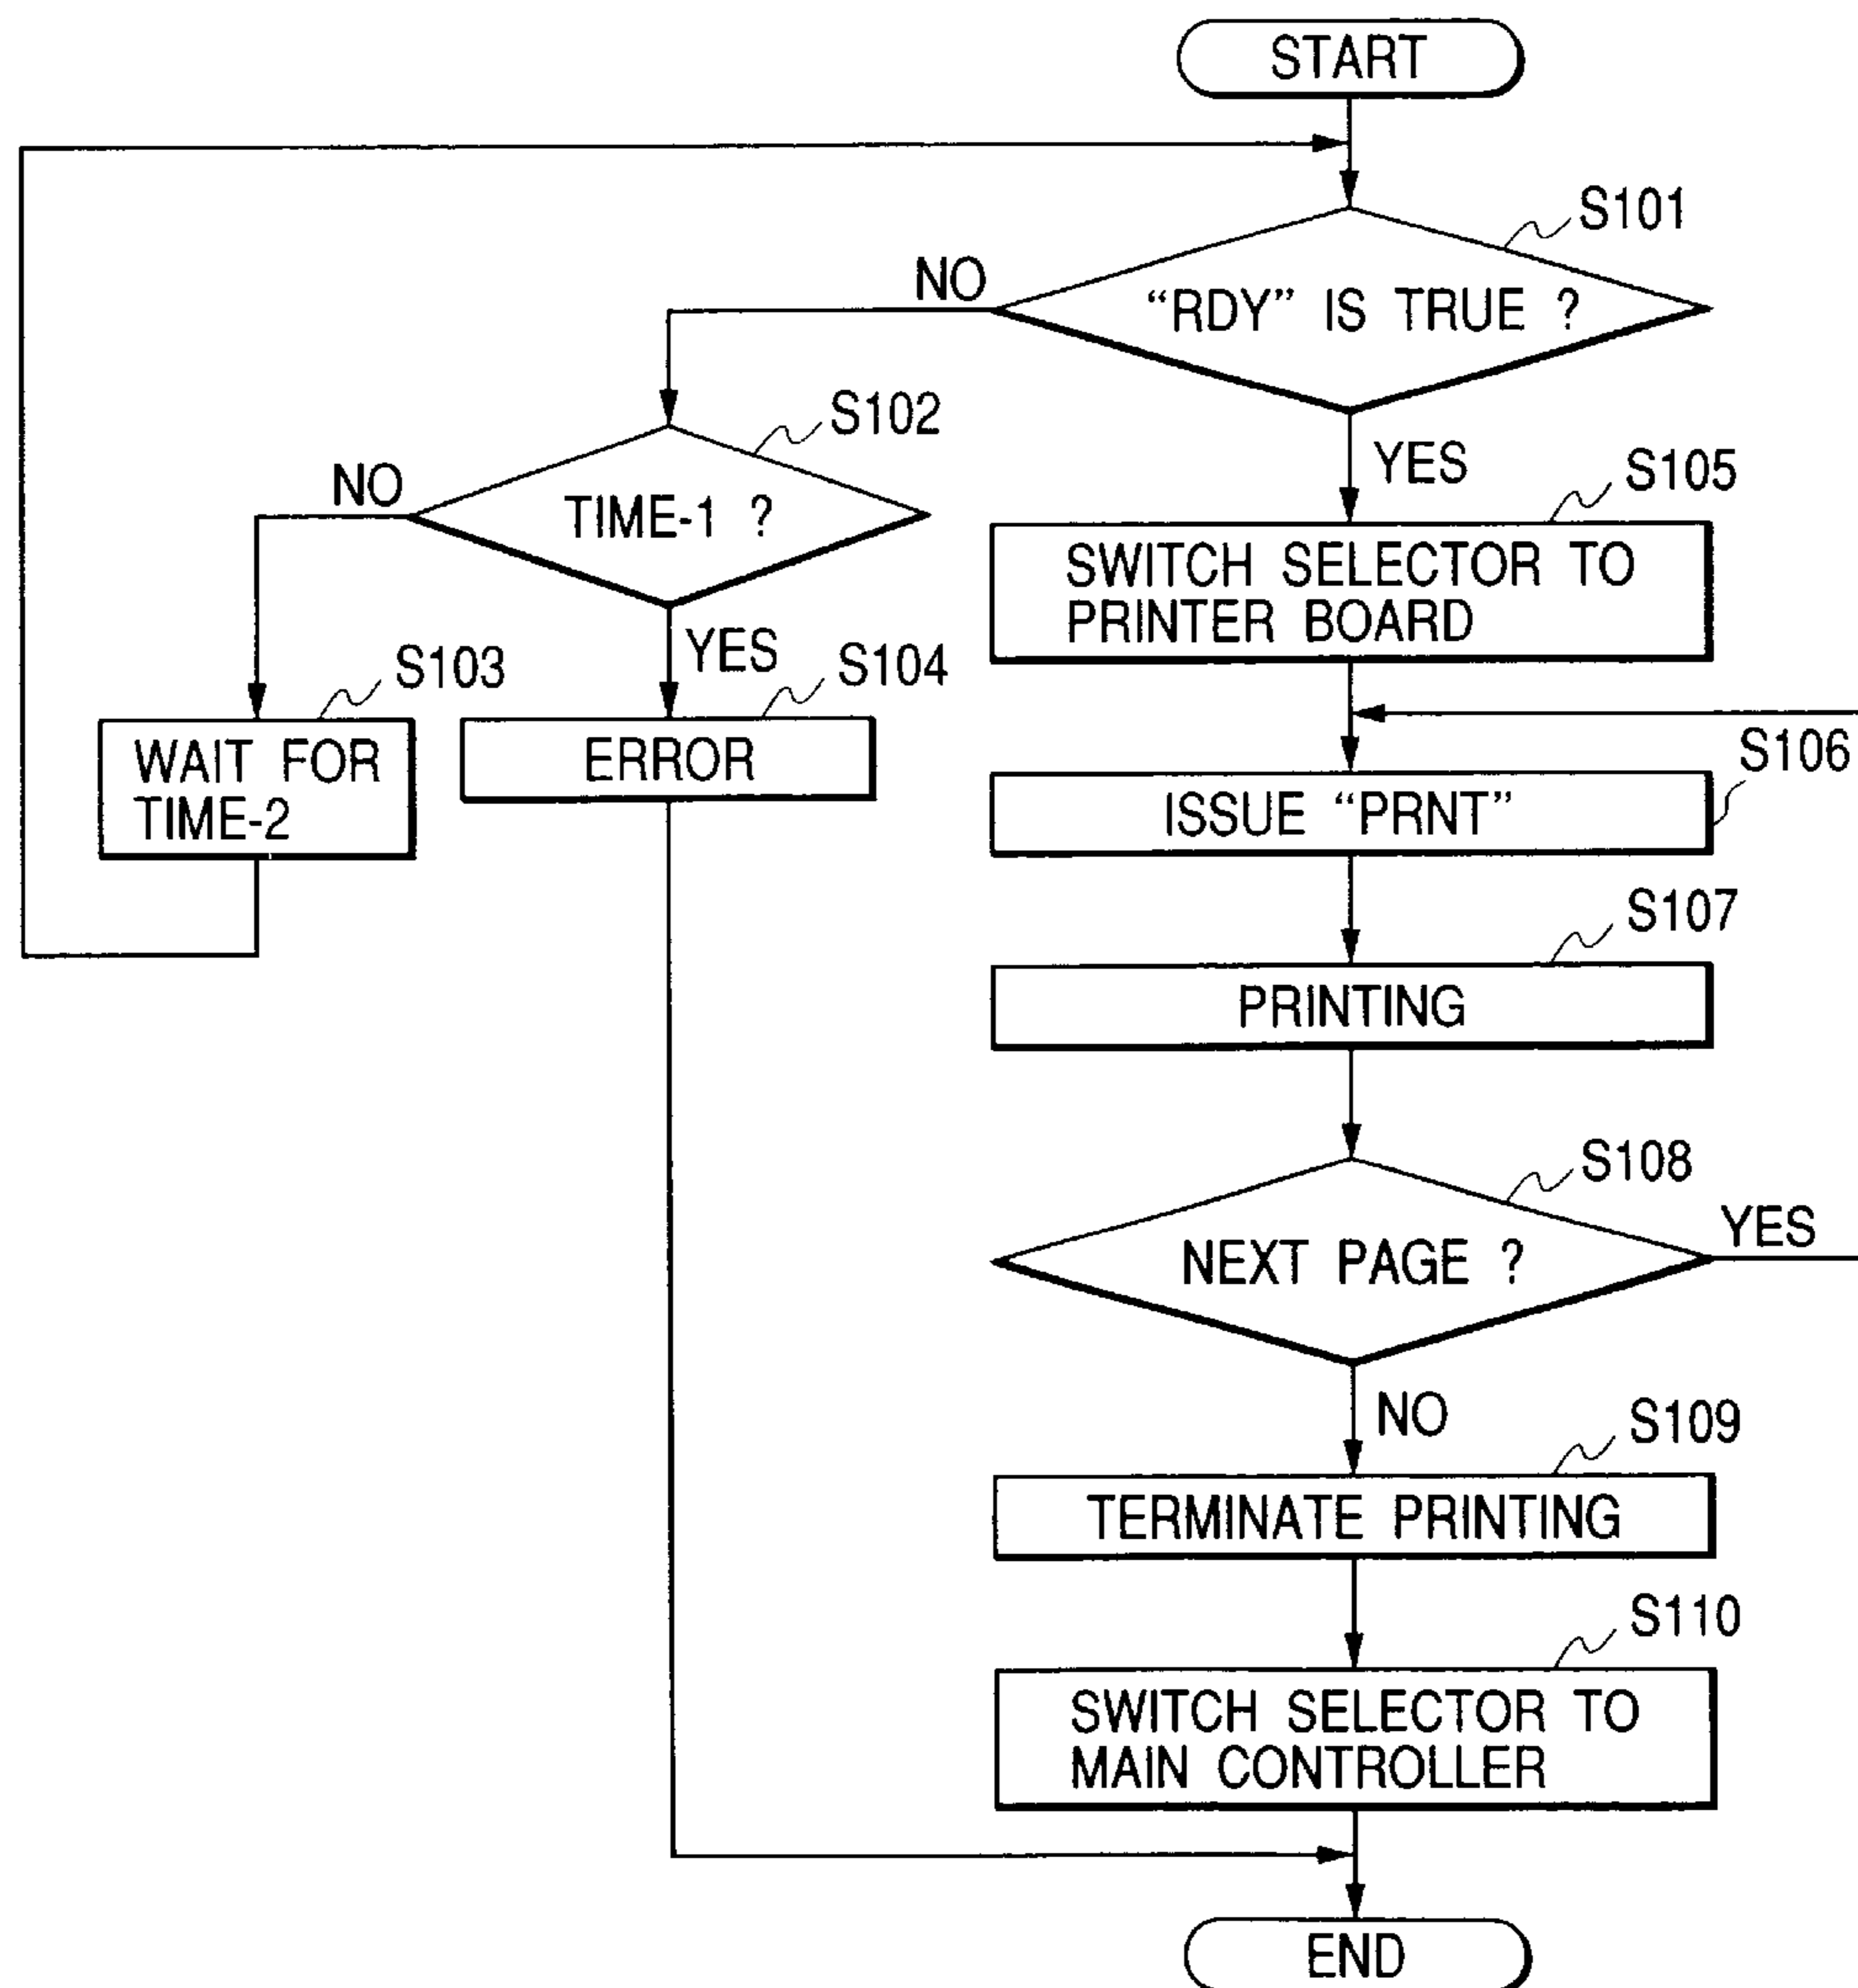 START
S101
NO
“RDY” IS TRUE ?
S102
YES
S105
NO
TIME-1 ?
SWITCH SELECTOR TO
PRINTER BOARD
S103
YES
S104
S106
WAIT FOR
TIME-2
ERROR
ISSUE “PRNT”
S107
PRINTING
S108
YES
NEXT PAGE ?
NO
S109
TERMINATE PRINTING
S110
SWITCH SELECTOR TO
MAIN CONTROLLER
END